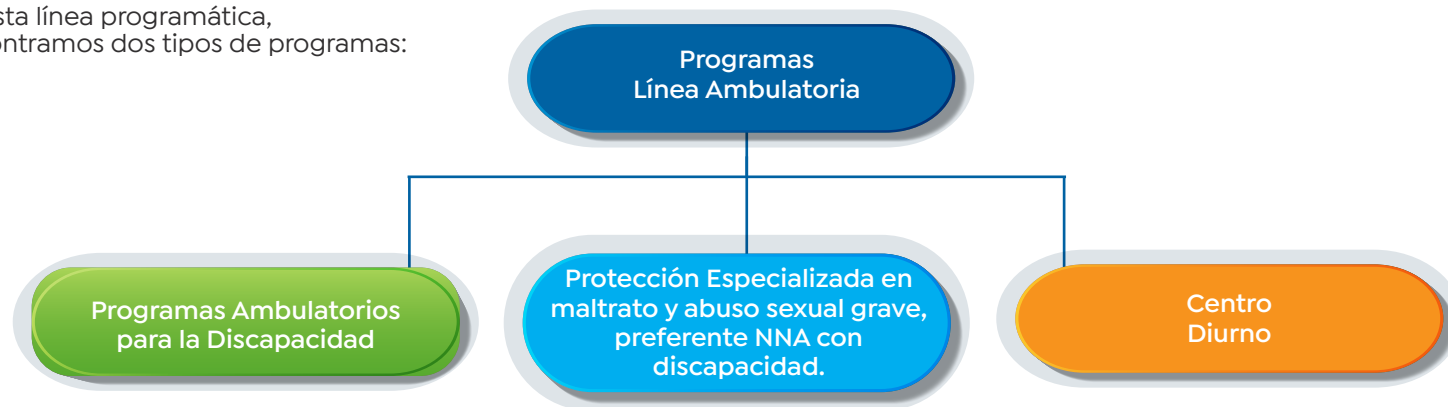 sta línea programática,
ontramos dos tipos de programas:
Programas
Línea Ambulatoria
Programas Ambulatorios
para la Discapacidad
Protección Especializada en
maltrato y abuso sexual grave,
preferente NNA con
discapacidad.
Centro
Diurno